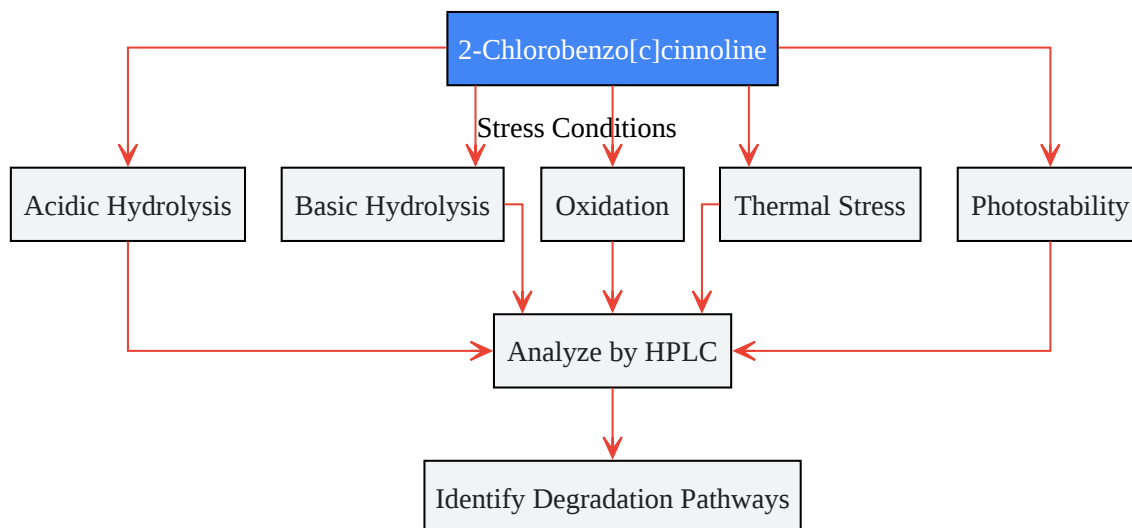 2-Chlorobenzo[c]cinnoline
Stress Conditions
Acidic Hydrolysis
Basic Hydrolysis
Oxidation
Thermal Stress
Photostability
Analyze by HPLC
Identify Degradation Pathways